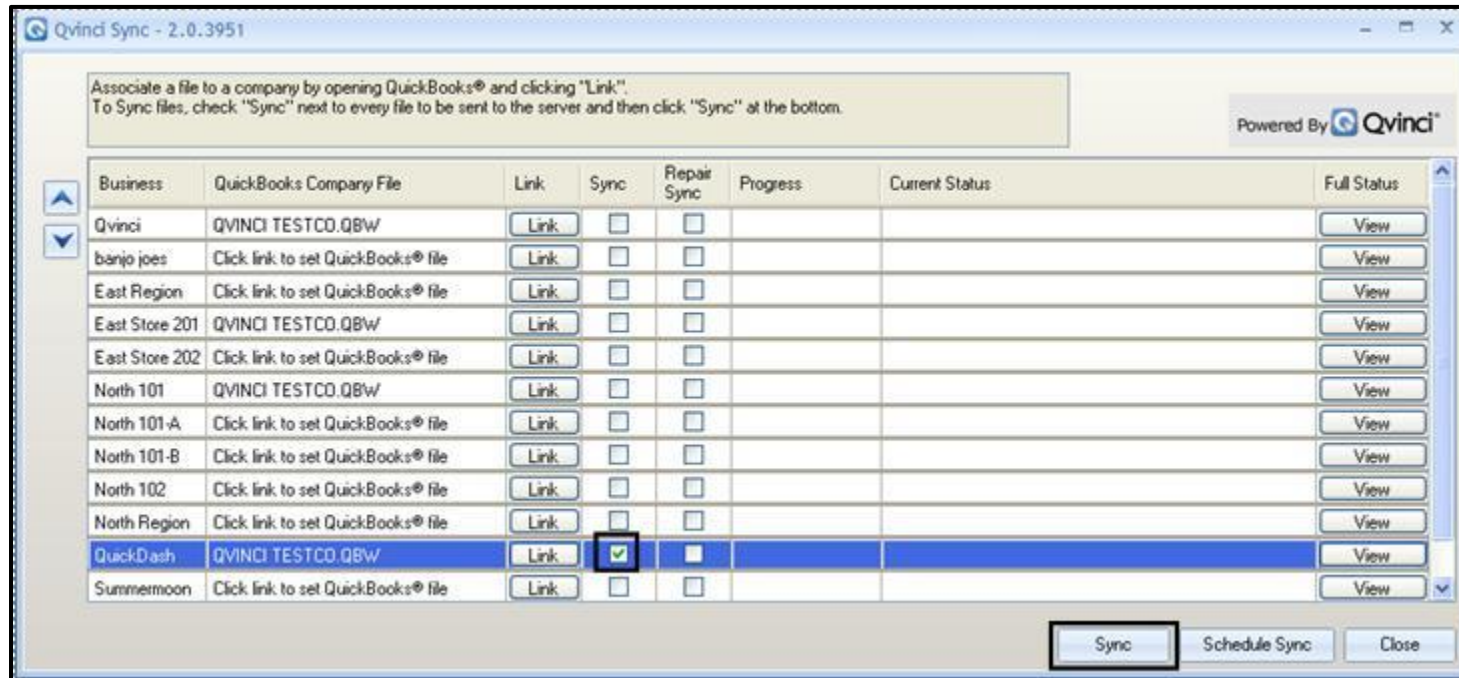 Qvinci Sync - 2.0.3951
Associate a file to a company by opening QuickBooks® and clicking "Link".
To Sync files, check "Sync" next to every file to be sent to the server and then click "Sync" at the bottom.
Powered By Qvinci
Business QuickBooks Company File Link Sync Repair Sync Progress Current Status Full Status
Qvinci QVINCI TESTCO.QBW Link View
banjo joes Click link to set QuickBooks® file Link View
East Region Click link to set QuickBooks® file Link View
East Store 201 QVINCI TESTCO.QBW Link View
East Store 202 Click link to set QuickBooks® file Link View
North 101 QVINCI TESTCO.QBW Link View
North 101-A Click link to set QuickBooks® file Link View
North 101-B Click link to set QuickBooks® file Link View
North 102 Click link to set QuickBooks® file Link View
North Region Click link to set QuickBooks® file Link View
QuickDash QVINCI TESTCO.QBW Link View
Summermoon Click link to set QuickBooks® file Link View
Sync Schedule Sync Close